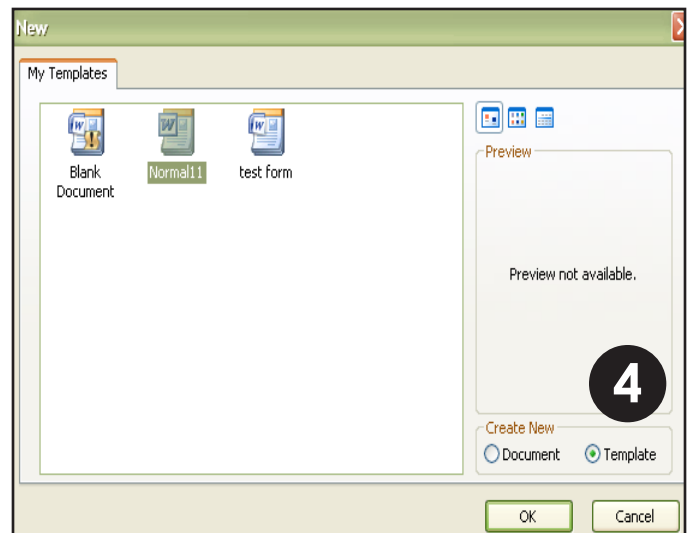 New
My Templates
Blank
Document
Normal11
test form
Preview
Preview not available.
4
Create New
Document
Template
OK
Cancel